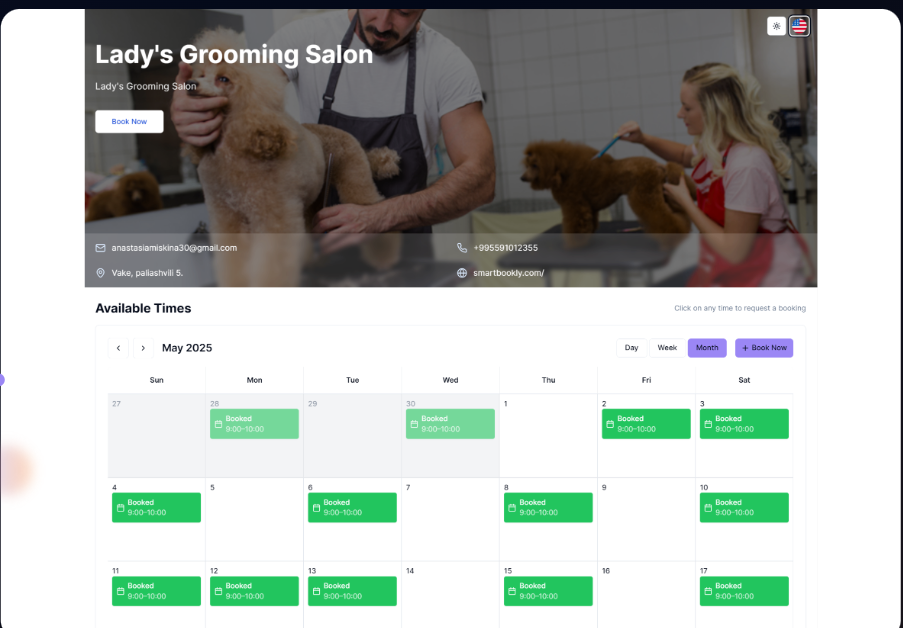 Lady's Grooming Salon
Lady's Grooming Salon
Book Now
anastasiamiskina30@gmail.com
+995591012355
Vake, paliashvili 5.
smartbookly.com/
Available Times
Click on any time to request a booking
May 2025
Day Week Month + Book Now
Sun Mon Tue Wed Thu Fri Sat
27 28 29 30 1 2 3
Booked Booked Booked Booked
9:00-10:00 9:00-10:00 9:00-10:00 9:00-10:00
4 5 6 7 8 9 10
Booked Booked Booked Booked
9:00-10:00 9:00-10:00 9:00-10:00 9:00-10:00
11 12 13 14 15 16 17
Booked Booked Booked Booked Booked
9:00-10:00 9:00-10:00 9:00-10:00 9:00-10:00 9:00-10:00